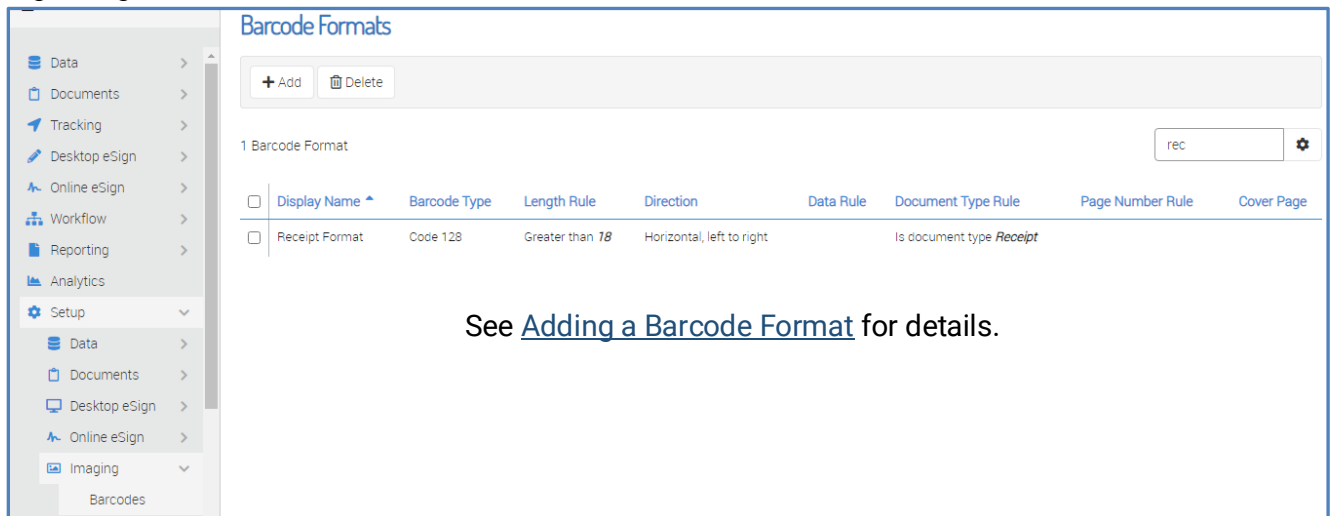 Barcode Formats
Data
Documents
Tracking
Desktop eSign
Online eSign
Workflow
Reporting
Analytics
Setup
Data
Documents
Desktop eSign
Online eSign
Imaging
Barcodes
Add Delete
1 Barcode Format rec
Display Name Barcode Type Length Rule Direction Data Rule Document Type Rule Page Number Rule Cover Page
Receipt Format Code 128 Greater than 18 Horizontal, left to right Is document type Receipt
See Adding a Barcode Format for details.